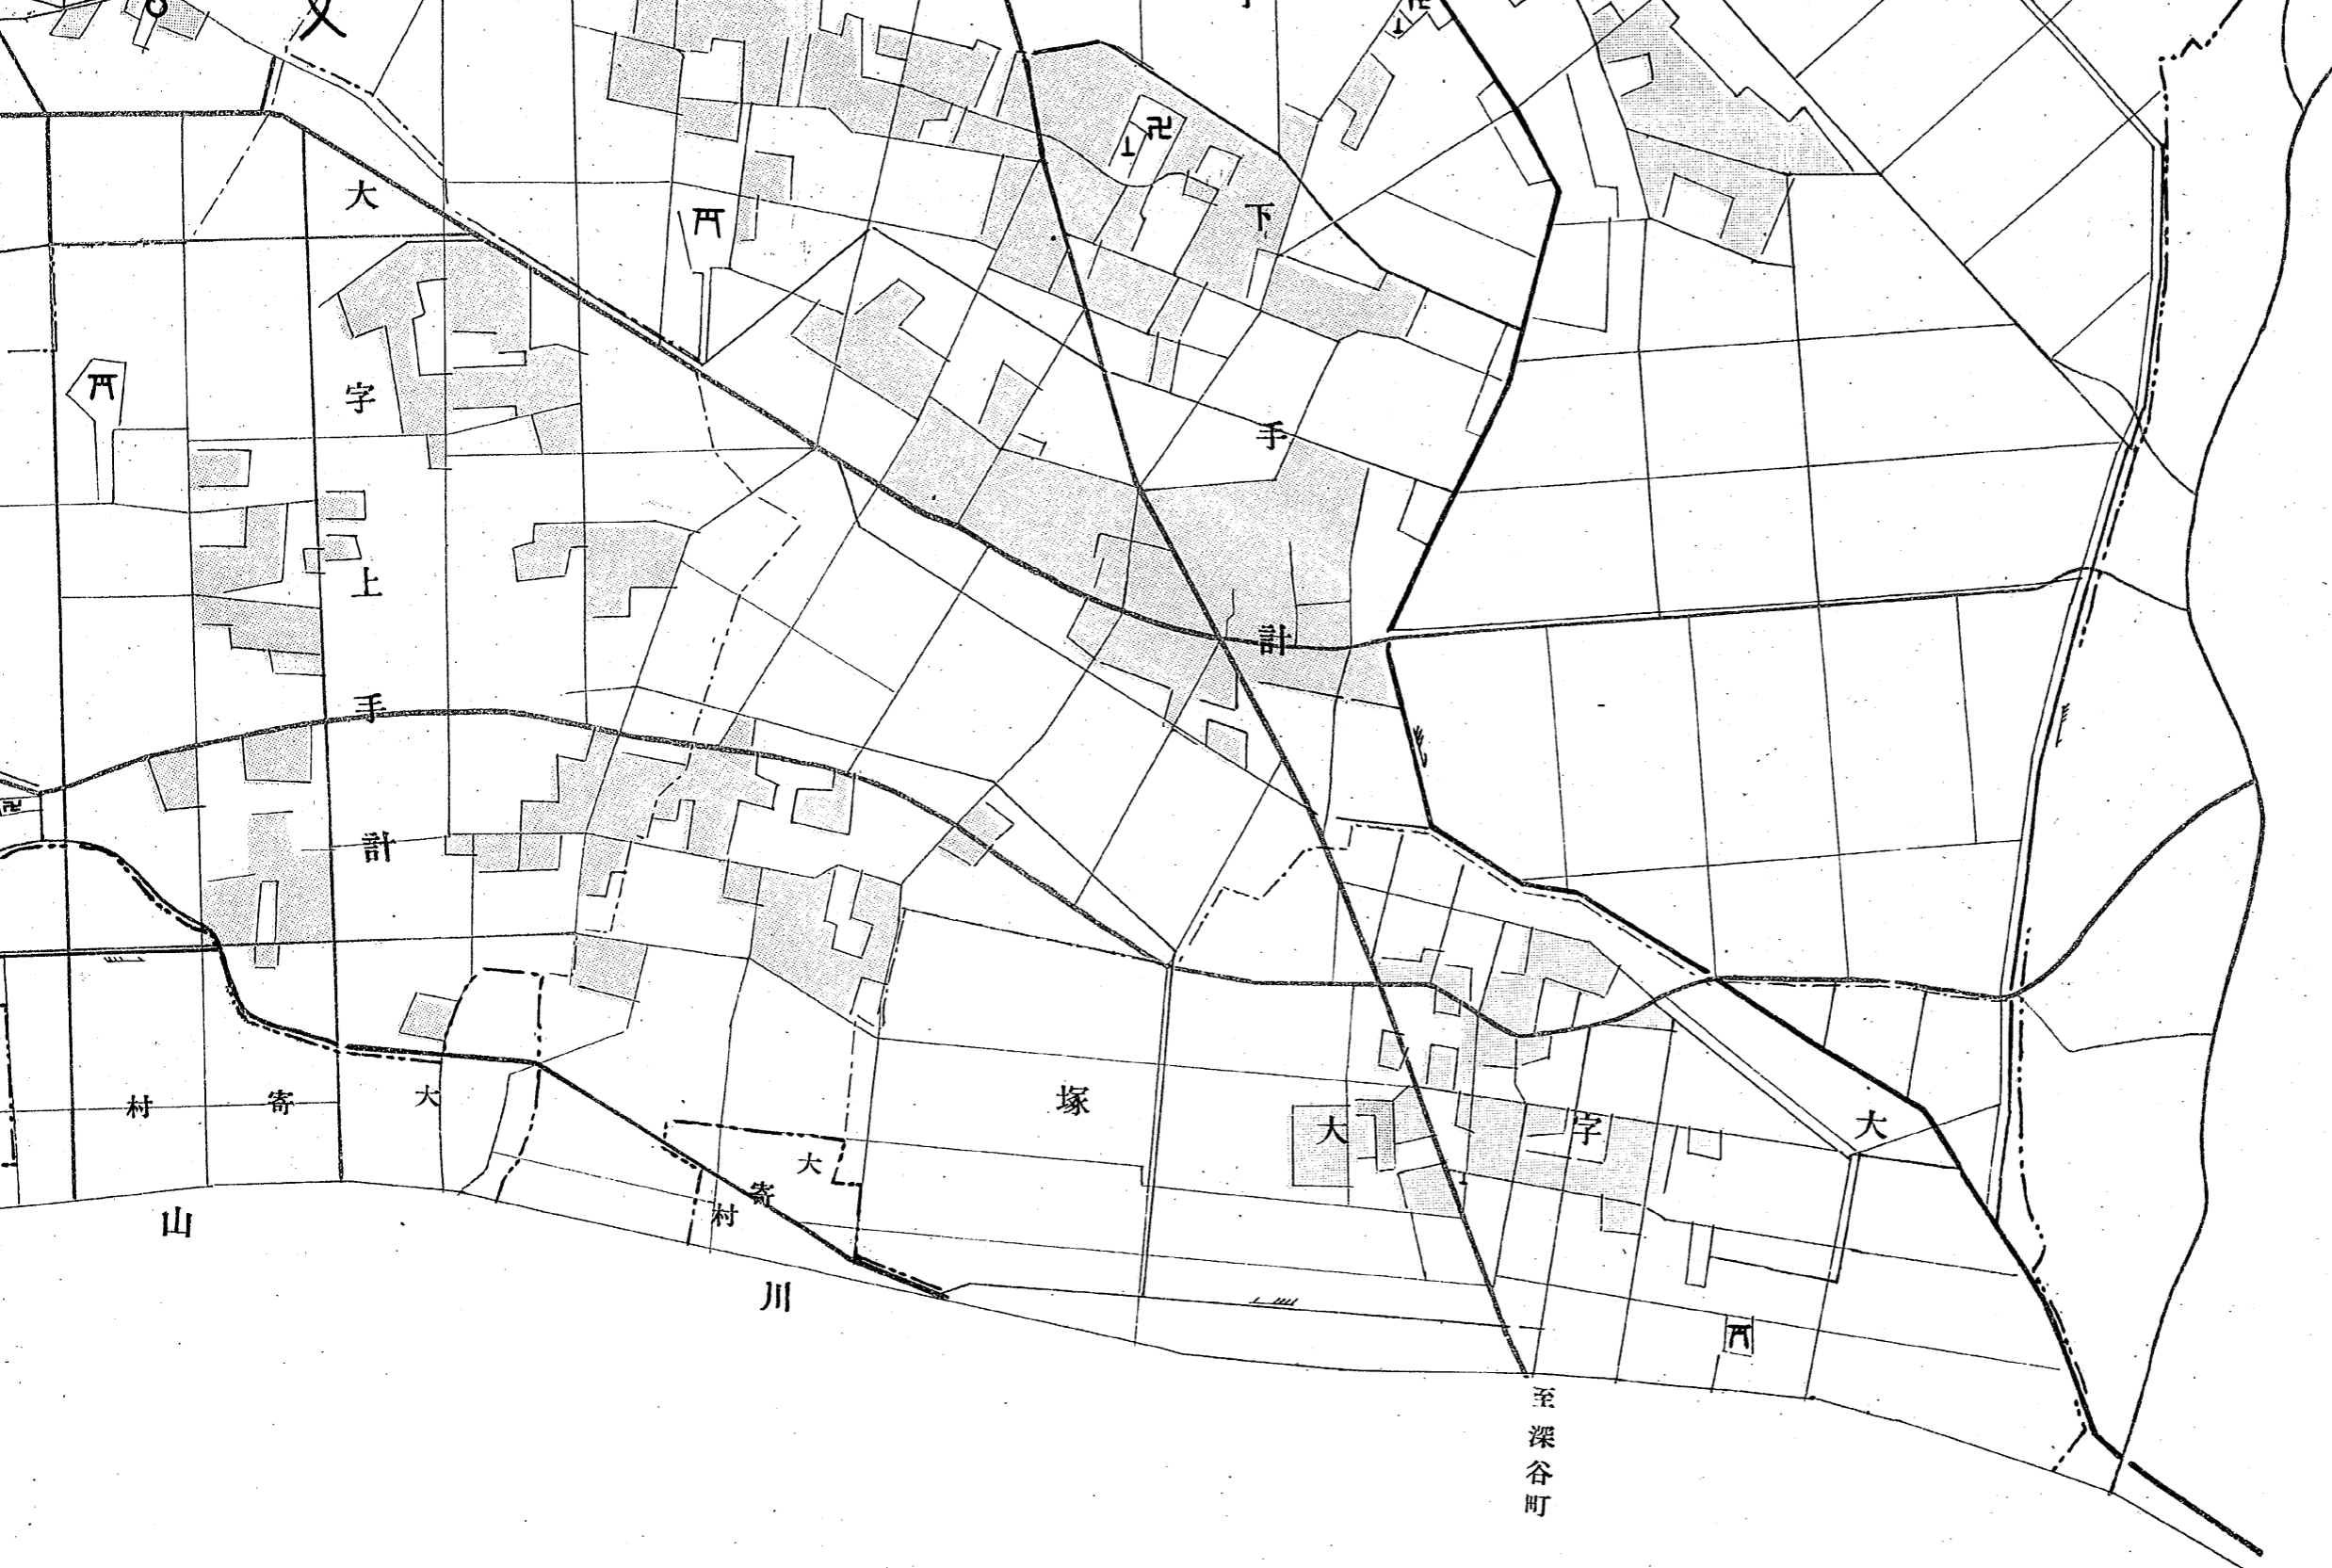 大字上手計
下手計
大字大塚
大寄村
大寄村
山川
至深谷町